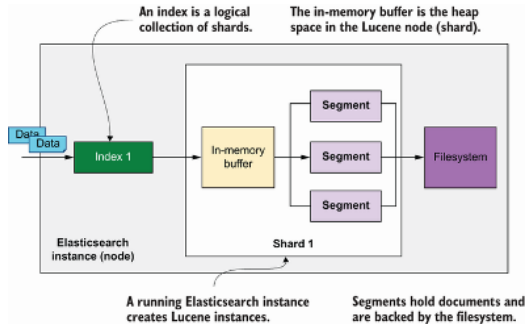 An index is a logical
collection of shards.
The in-memory buffer is the heap
space in the Lucene node (shard).
Data
Data
Index 1
In-memory
buffer
Segment
Segment
Segment
Filesystem
Shard 1
Elasticsearch
instance (node)
A running Elasticsearch instance
creates Lucene instances.
Segments hold documents and
are backed by the filesystem.